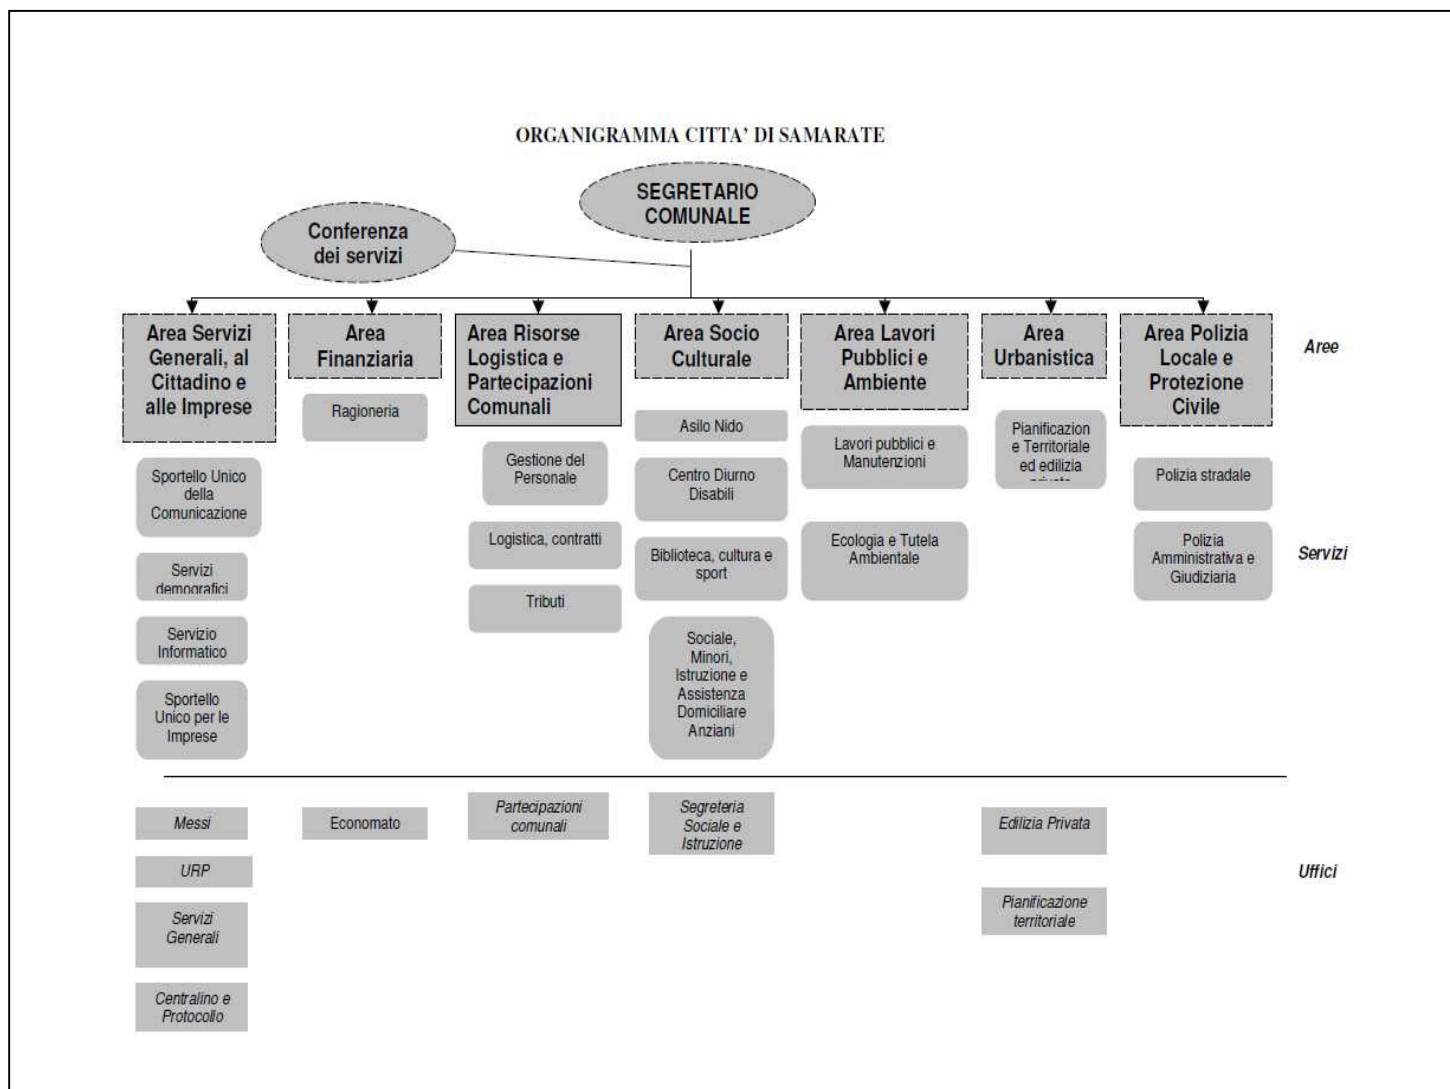 ORGANIGRAMMA CITTA' DI SAMARATE
SEGRETARIO
COMUNALE
Conferenza
dei servizi
Area Servizi
Generali, al
Cittadino e
alle Imprese
Area
Finanziaria
Area Risorse
Logistica e
Partecipazioni
Comunali
Area Socio
Culturale
Area Lavori
Pubblici e
Ambiente
Area
Urbanistica
Area Polizia
Locale e
Protezione
Civile
Aree
Sportello Unico
della
Comunicazione
Servizi
demografici
Servizio
Informatico
Sportello
Unico per le
Imprese
Ragioneria
Gestione del
Personale
Logistica, contratti
Tributi
Asilo Nido
Centro Diurno
Disabili
Biblioteca, cultura e
sport
Sociale,
Minori,
Istruzione e
Assistenza
Domiciliare
Anziani
Lavori pubblici e
Manutenzioni
Ecologia e Tutela
Ambientale
Pianificazion
e Territoriale
ed edilizia
privata
Polizia stradale
Polizia
Amministrativa e
Giudiziaria
Servizi
Messi
URP
Servizi
Generali
Centralino e
Protocollo
Economato
Partecipazioni
comunali
Segreteria
Sociale e
Istruzione
Edilizia Privata
Pianificazione
territoriale
Uffici